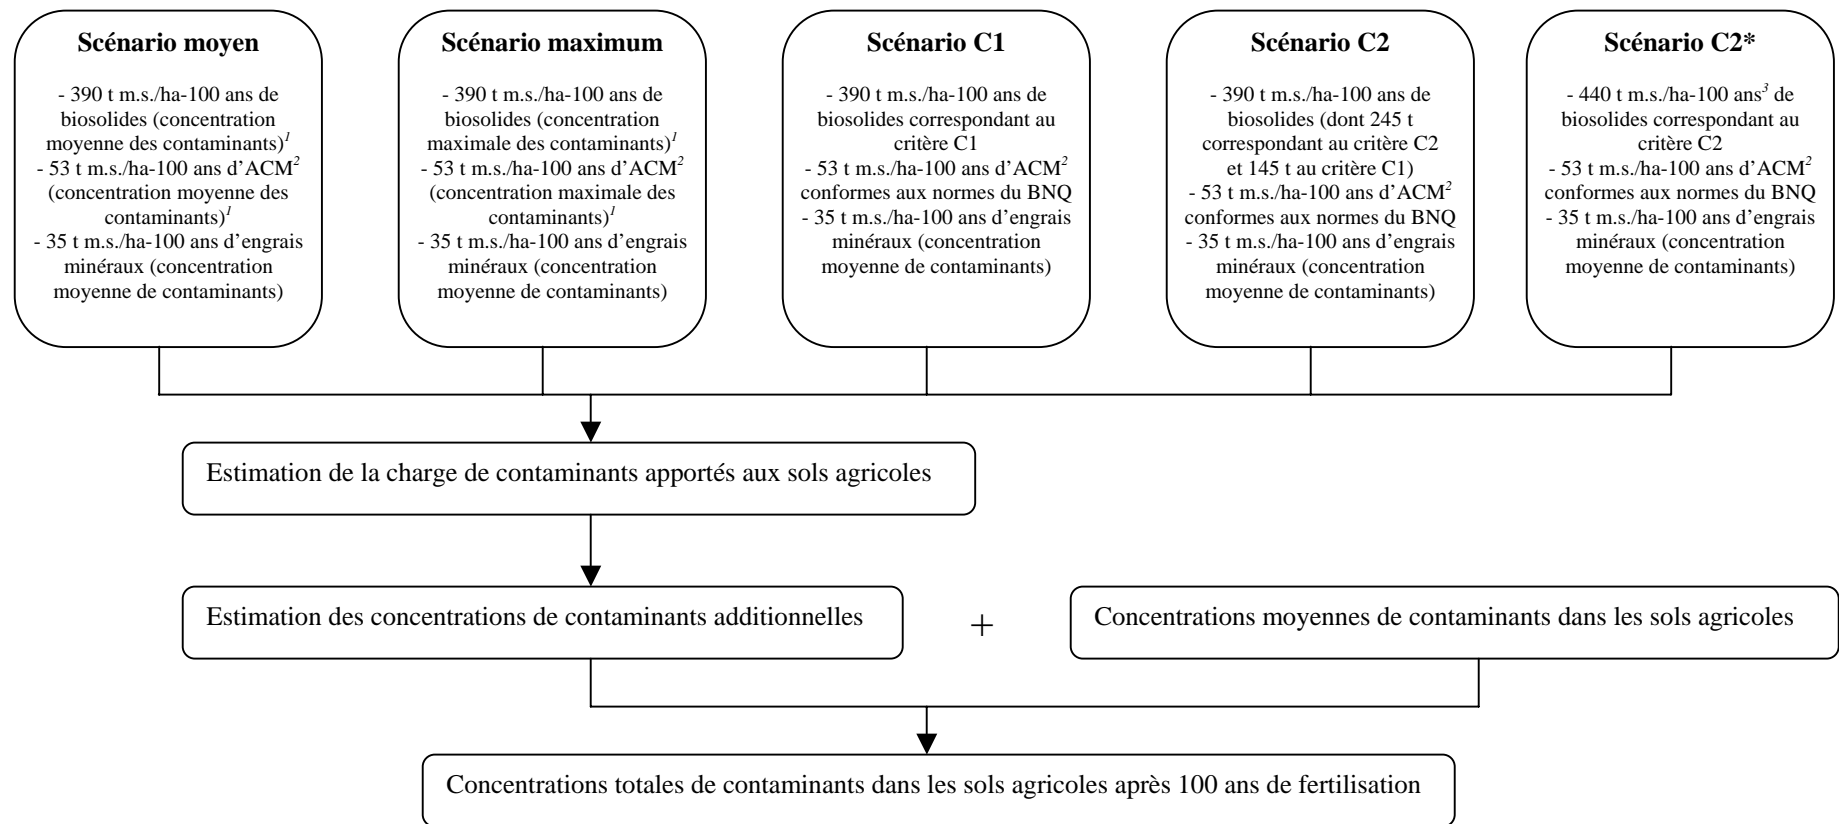 Scénario moyen
- 390 t m.s./ha-100 ans de
biosolides (concentration
moyenne des contaminants)1
- 53 t m.s./ha-100 ans d'ACM2
(concentration moyenne des
contaminants)1
- 35 t m.s./ha-100 ans d'engrais
minéraux (concentration
moyenne de contaminants)
Scénario maximum
- 390 t m.s./ha-100 ans de
biosolides (concentration
maximale des contaminants)1
- 53 t m.s./ha-100 ans d'ACM2
(concentration maximale des
contaminants)1
- 35 t m.s./ha-100 ans d'engrais
minéraux (concentration
moyenne de contaminants)
Scénario C1
- 390 t m.s./ha-100 ans de
biosolides correspondant au
critère C1
- 53 t m.s./ha-100 ans d'ACM2
conformes aux normes du BNQ
- 35 t m.s./ha-100 ans d'engrais
minéraux (concentration
moyenne de contaminants)
Scénario C2
- 390 t m.s./ha-100 ans de
biosolides (dont 245 t
correspondant au critère C2
et 145 t au critère C1)
- 53 t m.s./ha-100 ans d'ACM2
conformes aux normes du BNQ
- 35 t m.s./ha-100 ans d'engrais
minéraux (concentration
moyenne de contaminants)
Scénario C2*
- 440 t m.s./ha-100 ans3 de
biosolides correspondant au
critère C2
- 53 t m.s./ha-100 ans d'ACM2
conformes aux normes du BNQ
- 35 t m.s./ha-100 ans d'engrais
minéraux (concentration
moyenne de contaminants)
Estimation de la charge de contaminants apportés aux sols agricoles
Estimation des concentrations de contaminants additionnelles
+
Concentrations moyennes de contaminants dans les sols agricoles
Concentrations totales de contaminants dans les sols agricoles après 100 ans de fertilisation